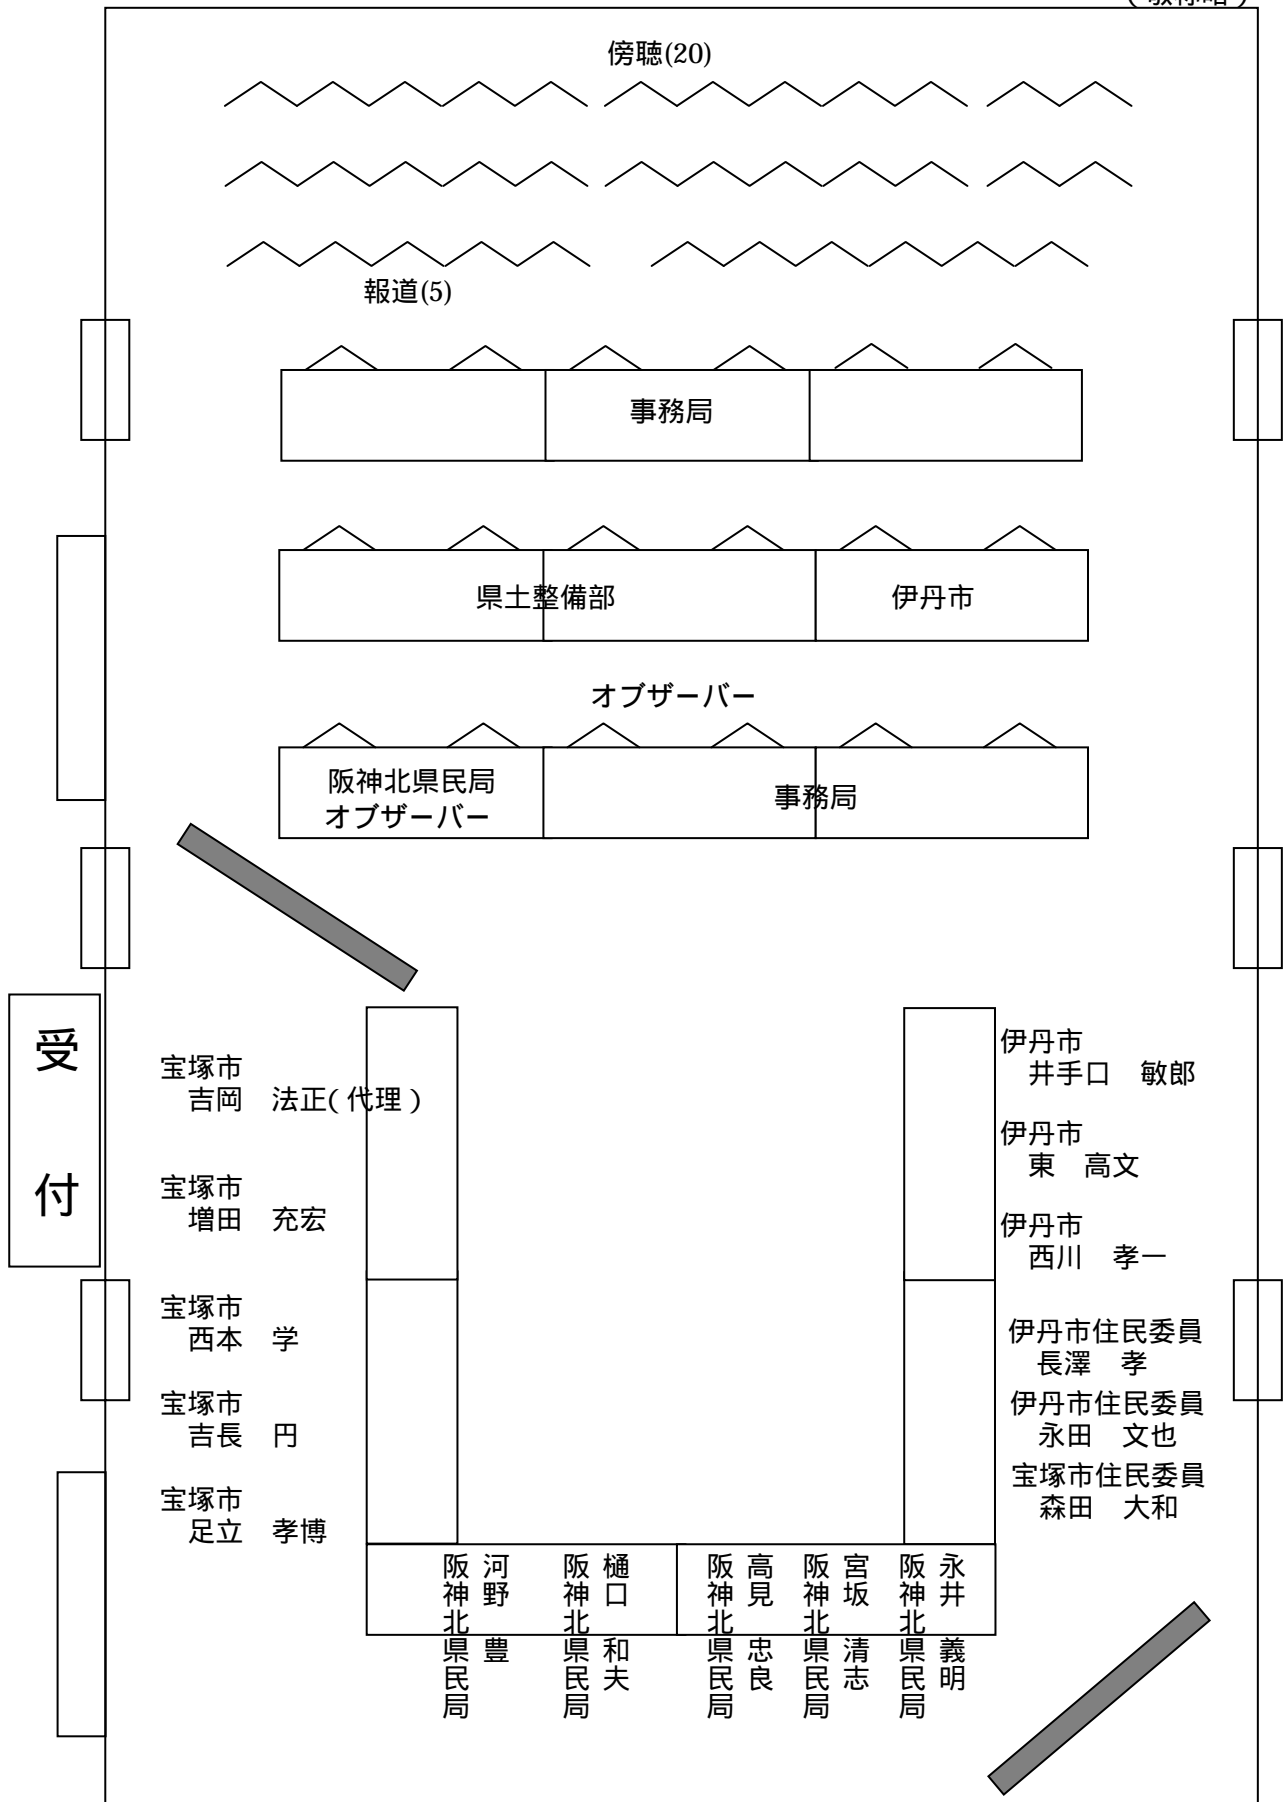 傍聴(20)
報道(5)
事務局
県土整備部
伊丹市
オブザーバー
阪神北県民局
オブザーバー
事務局
受付
宝塚市
吉岡　法正(代理)
宝塚市
増田　充宏
宝塚市
西本　学
宝塚市
吉長　円
宝塚市
足立　孝博
伊丹市
井手口　敏郎
伊丹市
東　高文
伊丹市
西川　孝一
伊丹市住民委員
長澤　孝
伊丹市住民委員
永田　文也
宝塚市住民委員
森田　大和
阪神北県民局
河野　豊
阪神北県民局
樋口　和夫
阪神北県民局
高見　忠良
阪神北県民局
宮坂　清志
阪神北県民局
永井　義明